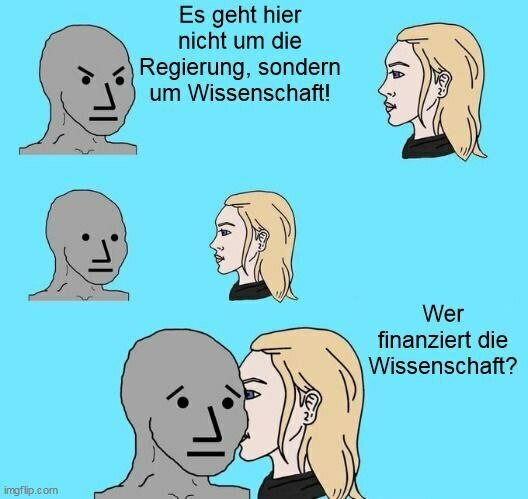 Es geht hier
nicht um die
Regierung, sondern
um Wissenschaft!
Wer
finanziert die
Wissenschaft?
imgflip.com